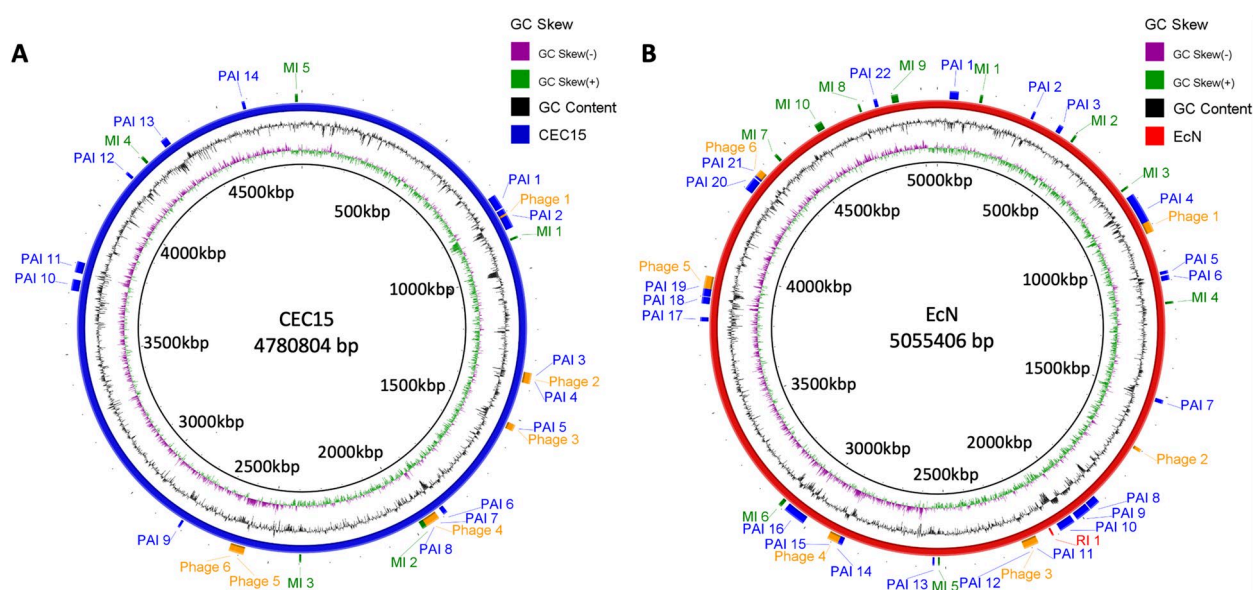 A
GC Skew
GC Skew(-)
GC Skew(+)
GC Content
CEC15
MI 5
PAI 14
PAI 13
MI 4
PAI 12
PAI 11
PAI 10
PAI 1
Phage 1
PAI 2
MI 1
4500kbp
500kbp
4000kbp
1000kbp
CEC15
4780804 bp
3500kbp
1500kbp
3000kbp
2000kbp
2500kbp
PAI 3
Phage 2
PAI 4
PAI 5
Phage 3
PAI 6
PAI 7
Phage 4
PAI 8
MI 2
MI 3
PAI 9
Phage 5
Phage 6
B
GC Skew
GC Skew(-)
GC Skew(+)
GC Content
EcN
MI 9
PAI 1
MI 1
PAI 22
MI 8
MI 10
PAI 2
PAI 3
MI 2
MI 7
Phage 6
PAI 21
PAI 20
MI 3
PAI 4
Phage 1
5000kbp
4500kbp
500kbp
Phage 5
PAI 19
PAI 18
PAI 17
4000kbp
1000kbp
PAI 5
PAI 6
MI 4
EcN
5055406 bp
3500kbp
1500kbp
3000kbp
2000kbp
2500kbp
PAI 7
Phage 2
PAI 8
PAI 9
PAI 10
RI 1
PAI 11
Phage 3
PAI 12
MI 5
PAI 13
PAI 14
Phage 4
PAI 15
PAI 16
MI 6